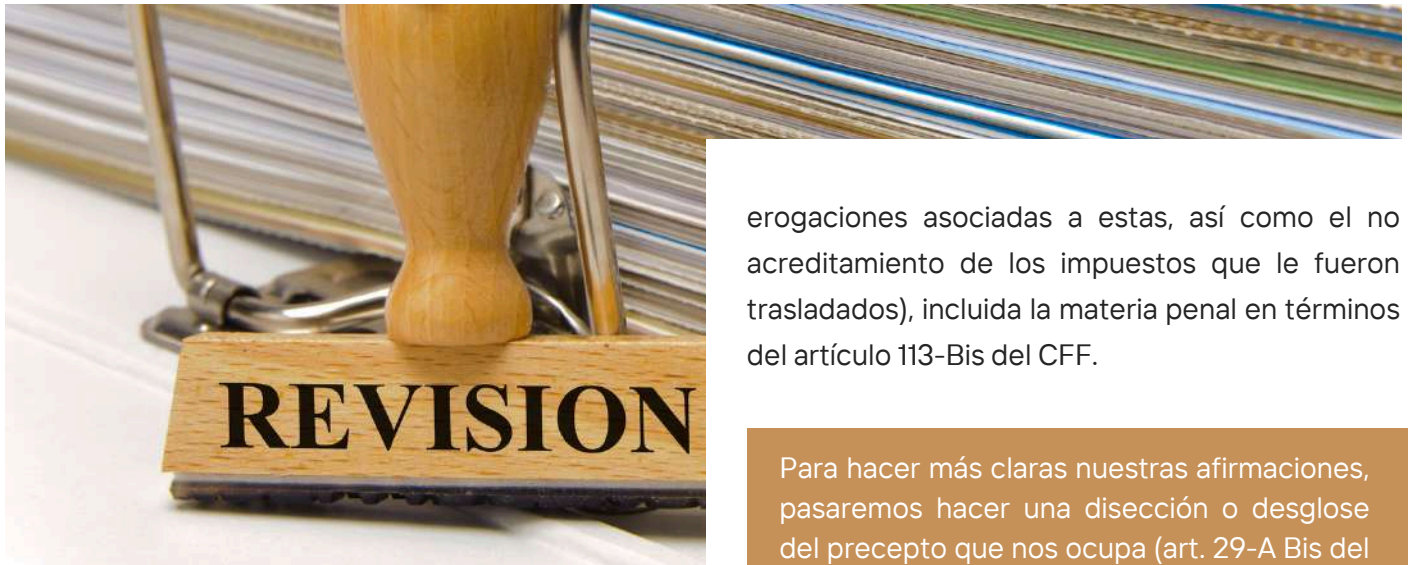 REVISION
erogaciones asociadas a estas, así como el no
acreditamiento de los impuestos que le fueron
trasladados), incluida la materia penal en términos
del artículo 113-Bis del CFF.
Para hacer más claras nuestras afirmaciones,
pasaremos hacer una disección o desglose
del precepto que nos ocupa (art. 29-A Bis del